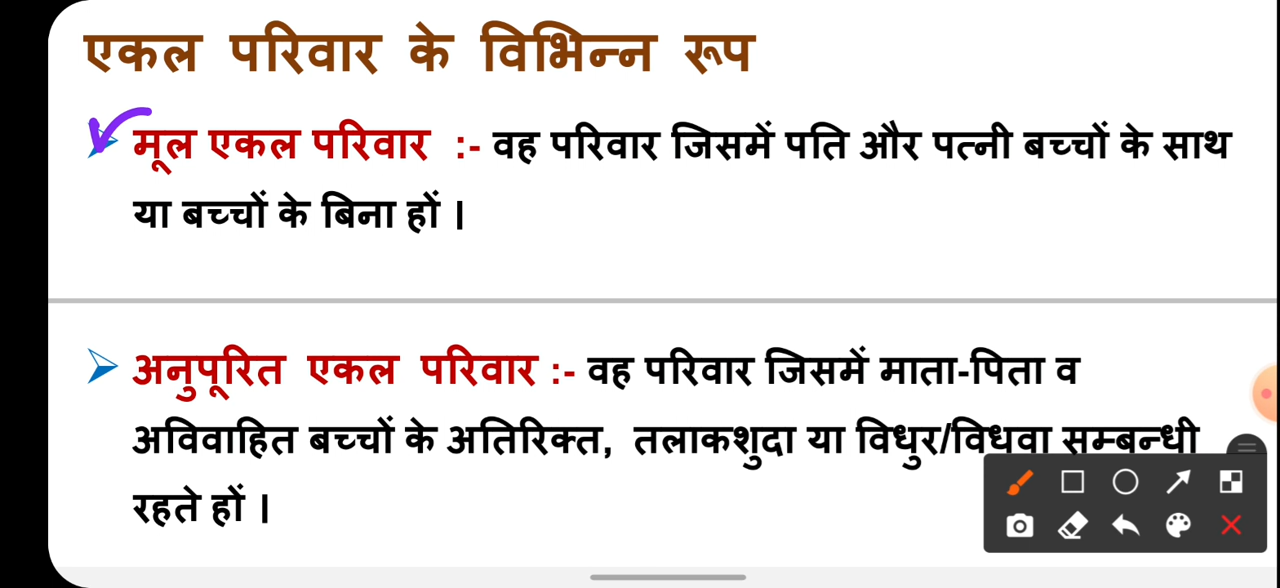 एकल परिवार के विभिन्न रूप
मूल एकल परिवार :- वह परिवार जिसमें पति और पत्नी बच्चों के साथ
या बच्चों के बिना हों ।
अनुपूरित एकल परिवार :- वह परिवार जिसमें माता-पिता व
अविवाहित बच्चों के अतिरिक्त, तलाकशुदा या विधुर/विधवा सम्बन्धी
रहते हों ।